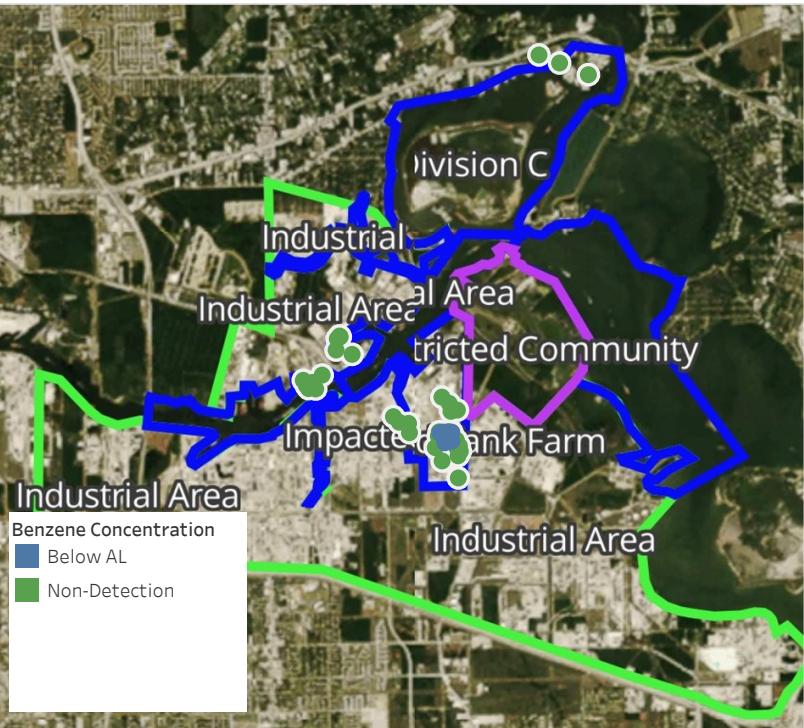 Division C
Industrial
al Area
Industrial Area
tricted Community
Impacte
ank Farm
Industrial Area
Industrial Area
Benzene Concentration
Below AL
Non-Detection